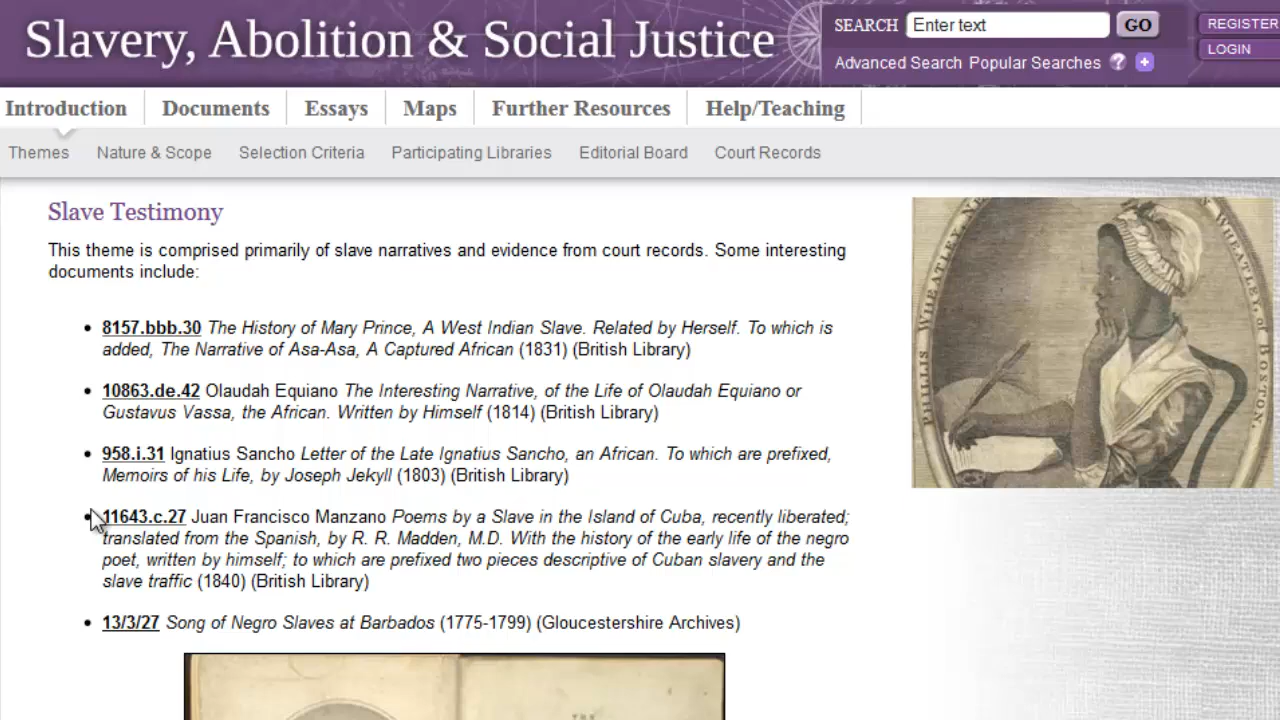 Slavery, Abolition & Social Justice
SEARCH Enter text GO
REGISTER
LOGIN
Advanced Search Popular Searches ? +
Introduction Documents Essays Maps Further Resources Help/Teaching
Themes Nature & Scope Selection Criteria Participating Libraries Editorial Board Court Records
Slave Testimony
This theme is comprised primarily of slave narratives and evidence from court records. Some interesting
documents include:
• 8157.bbb.30 The History of Mary Prince, A West Indian Slave. Related by Herself. To which is
added, The Narrative of Asa-Asa, A Captured African (1831) (British Library)
• 10863.de.42 Olaudah Equiano The Interesting Narrative, of the Life of Olaudah Equiano or
Gustavus Vassa, the African. Written by Himself (1814) (British Library)
• 958.i.31 Ignatius Sancho Letter of the Late Ignatius Sancho, an African. To which are prefixed,
Memoirs of his Life, by Joseph Jekyll (1803) (British Library)
• 11643.c.27 Juan Francisco Manzano Poems by a Slave in the Island of Cuba, recently liberated;
translated from the Spanish, by R. R. Madden, M.D. With the history of the early life of the negro
poet, written by himself; to which are prefixed two pieces descriptive of Cuban slavery and the
slave traffic (1840) (British Library)
• 13/3/27 Song of Negro Slaves at Barbados (1775-1799) (Gloucestershire Archives)
PHILLIS WHEATLEY, NE
WHEATLEY, of BOSTON.